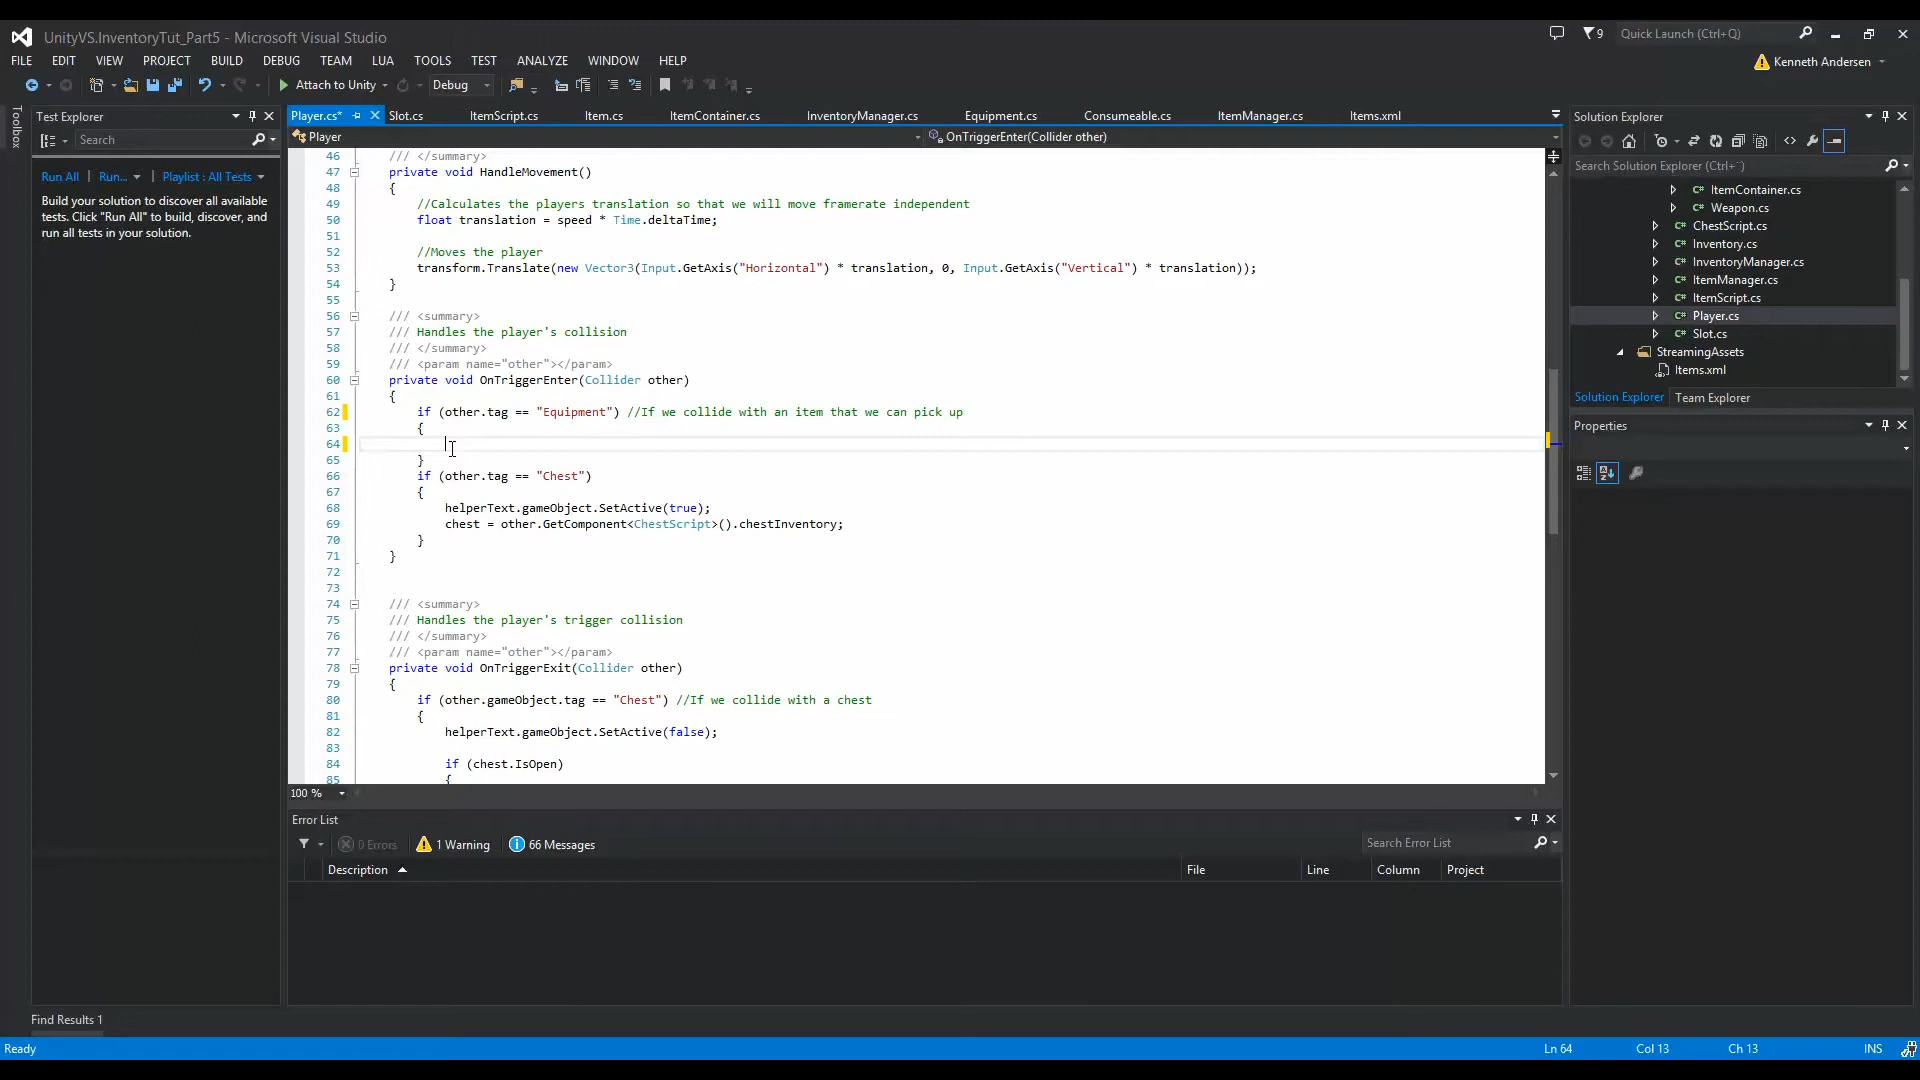 UnityVS.InventoryTut_Part5 - Microsoft Visual Studio
9
Quick Launch (Ctrl+Q)
FILE EDIT VIEW PROJECT BUILD DEBUG TEAM LUA TOOLS TEST ANALYZE WINDOW HELP
Kenneth Andersen
Attach to Unity
Debug
Toolbox
Test Explorer
Search
Run All | Run... | Playlist : All Tests
Build your solution to discover all available
tests. Click "Run All" to build, discover, and
run all tests in your solution.
Player.cs* Slot.cs ItemScript.cs Item.cs ItemContainer.cs InventoryManager.cs Equipment.cs Consumeable.cs ItemManager.cs Items.xml
Player
OnTriggerEnter(Collider other)
46 /// </summary>
47 private void HandleMovement()
48 {
49 //Calculates the players translation so that we will move framerate independent
50 float translation = speed * Time.deltaTime;
51
52 //Moves the player
53 transform.Translate(new Vector3(Input.GetAxis("Horizontal") * translation, 0, Input.GetAxis("Vertical") * translation));
54 }
55
56 /// <summary>
57 /// Handles the player's collision
58 /// </summary>
59 /// <param name="other"></param>
60 private void OnTriggerEnter(Collider other)
61 {
62 if (other.tag == "Equipment") //If we collide with an item that we can pick up
63 {
64
65 }
66 if (other.tag == "Chest")
67 {
68 helperText.gameObject.SetActive(true);
69 chest = other.GetComponent<ChestScript>().chestInventory;
70 }
71 }
72
73
74 /// <summary>
75 /// Handles the player's trigger collision
76 /// </summary>
77 /// <param name="other"></param>
78 private void OnTriggerExit(Collider other)
79 {
80 if (other.gameObject.tag == "Chest") //If we collide with a chest
81 {
82 helperText.gameObject.SetActive(false);
83
84 if (chest.IsOpen)
85 {
100 %
Error List
0 Errors 1 Warning 66 Messages
Search Error List
Description File Line Column Project
Solution Explorer
Search Solution Explorer (Ctrl+¨)
C# ItemContainer.cs
C# Weapon.cs
C# ChestScript.cs
C# Inventory.cs
C# InventoryManager.cs
C# ItemManager.cs
C# ItemScript.cs
C# Player.cs
C# Slot.cs
StreamingAssets
Items.xml
Solution Explorer Team Explorer
Properties
Find Results 1
Ready
Ln 64 Col 13 Ch 13 INS